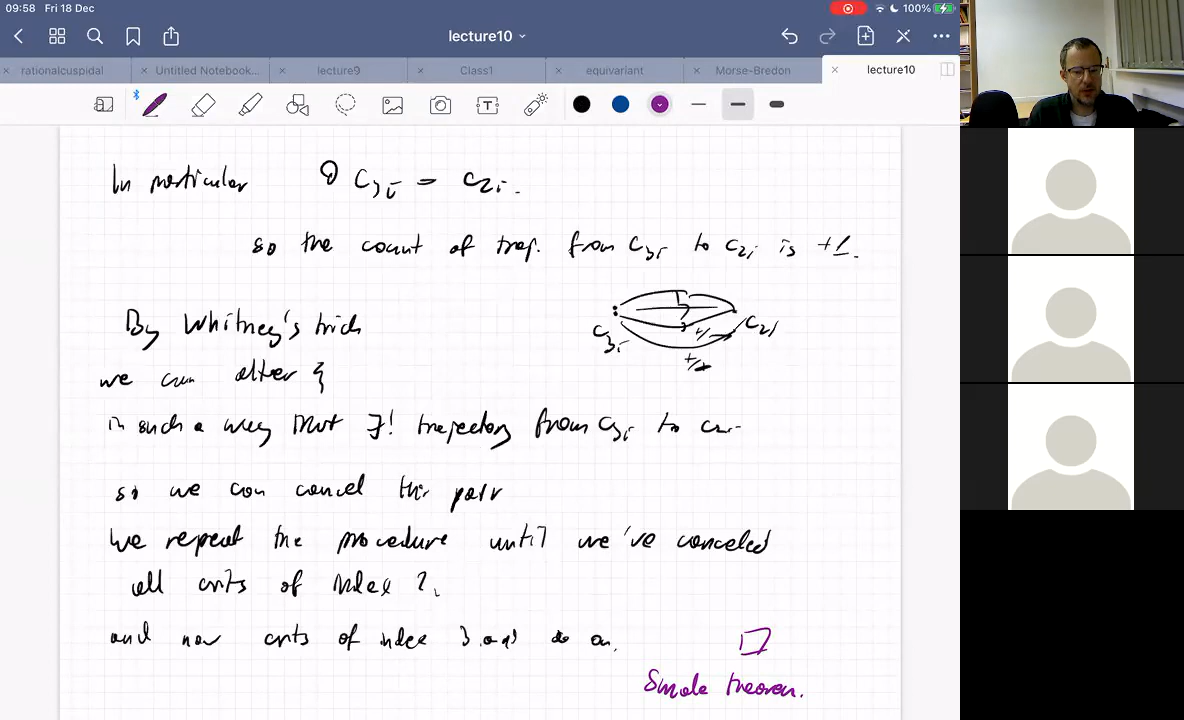 09:58 Fri 18 Dec
100%
lecture10
rationalcuspidal
Untitled Notebook...
lecture9
Class1
equivariant
Morse-Bredon
lecture10
In particular ∂ C3i = C2i.
so the count of traj. from C3i to C2i is +1.
By Whitney's trick
C3i C2i
+/-
+/-
we can alter ξ
in such a way that ∃! trajectory from C3i to C2i
so we can cancel this pair
We repeat the procedure until we've canceled
all crits of index 2.
and now crits of index 3 and so on.
Smale theorem.